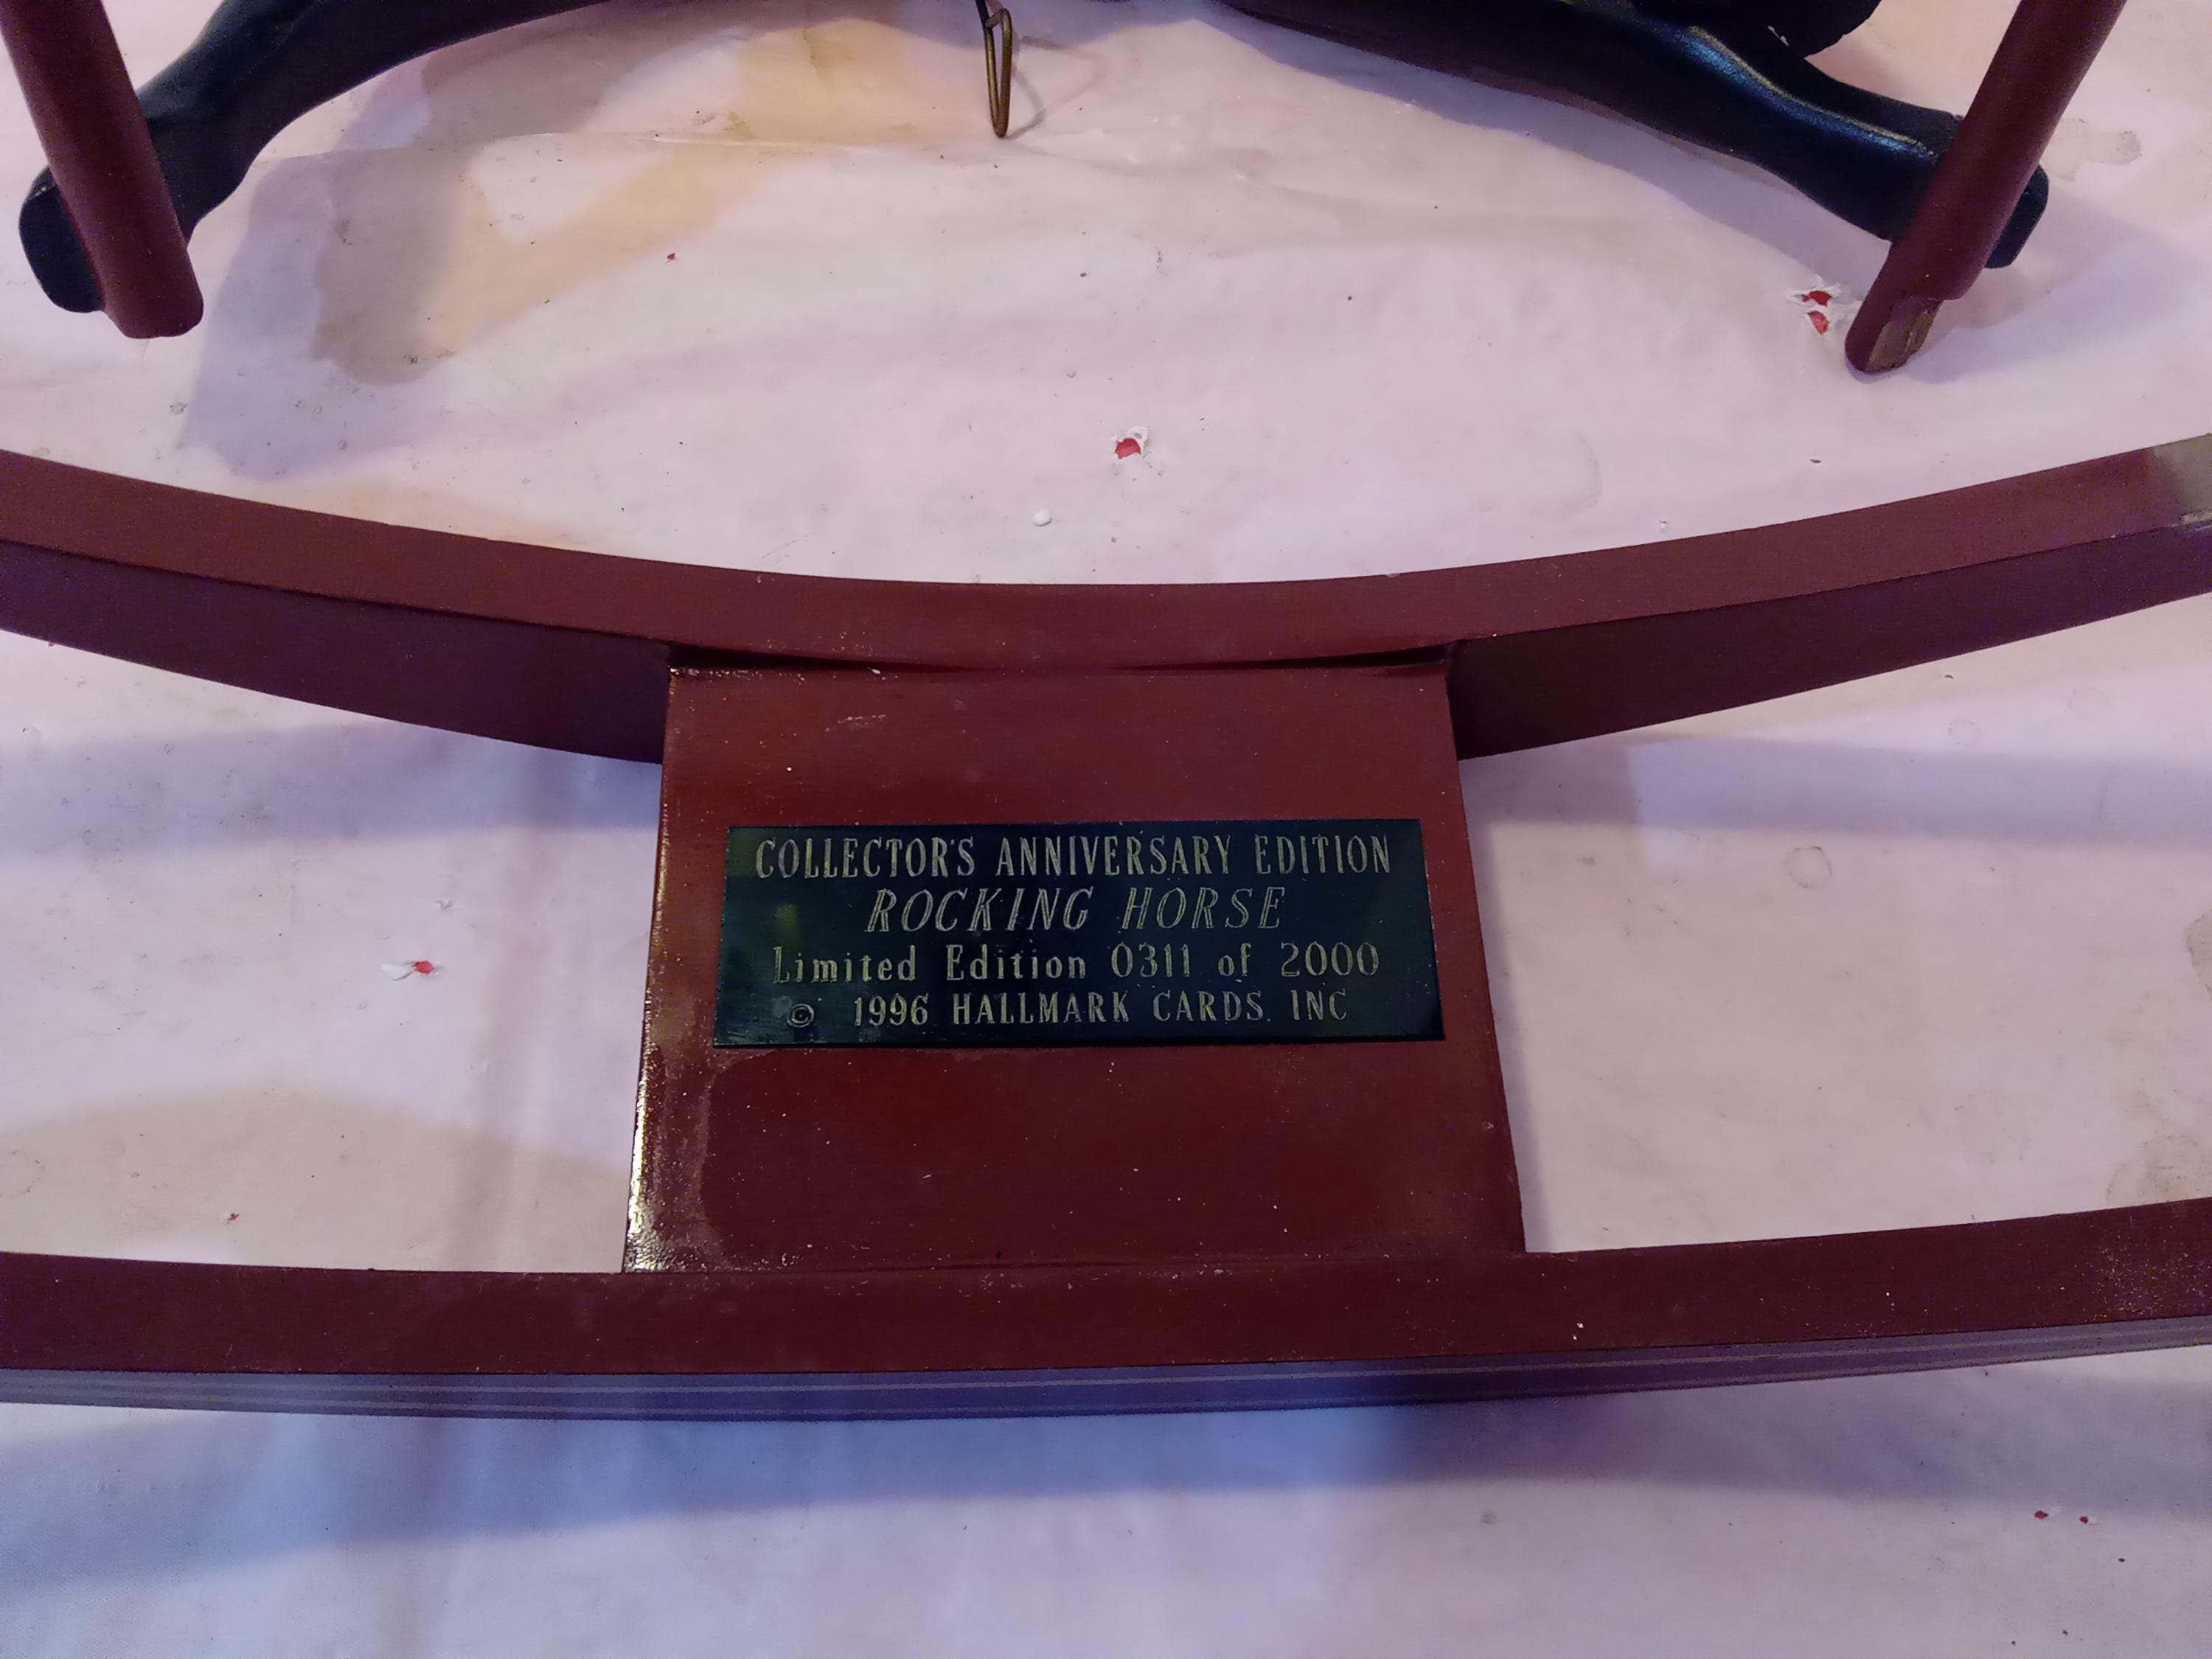 COLLECTOR'S ANNIVERSARY EDITION
ROCKING HORSE
Limited Edition 0311 of 2000
© 1996 HALLMARK CARDS, INC